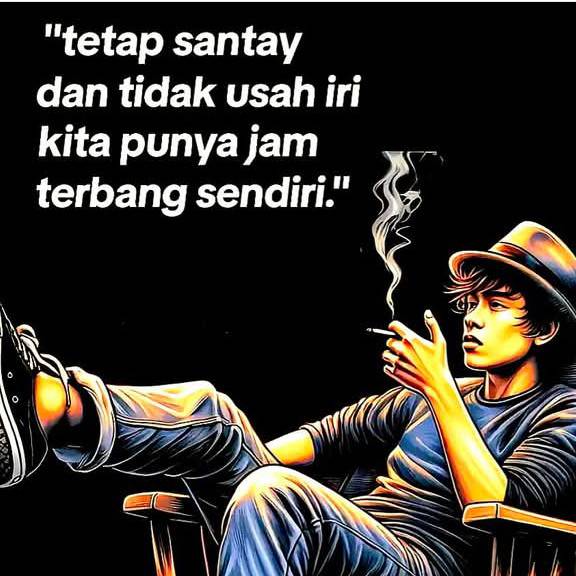 "tetap santay
dan tidak usah iri
kita punya jam
terbang sendiri."